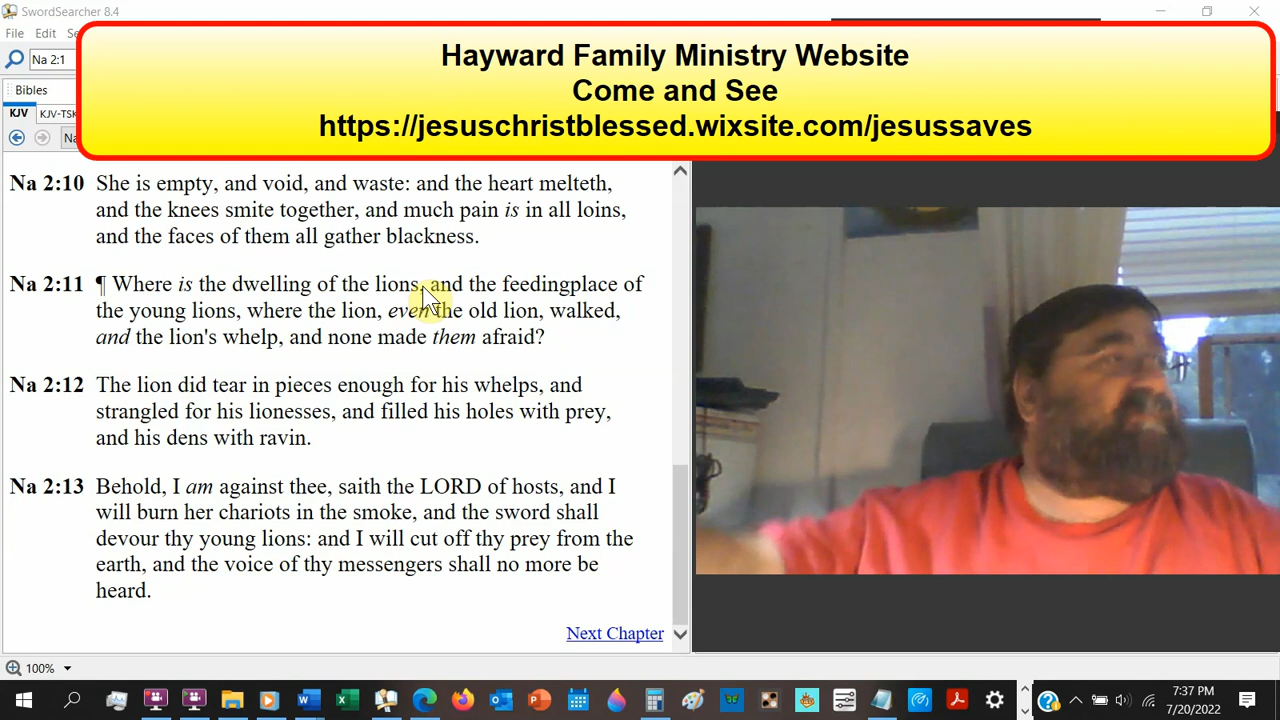 SwordSearcher 8.4
File Edit
Na 2:1
Hayward Family Ministry Website
Come and See
https://jesuschristblessed.wixsite.com/jesussaves
Bibles
KJV KJV-TSK
Na 2:10 She is empty, and void, and waste: and the heart melteth,
and the knees smite together, and much pain is in all loins,
and the faces of them all gather blackness.
Na 2:11 ¶ Where is the dwelling of the lions, and the feedingplace of
the young lions, where the lion, even the old lion, walked,
and the lion's whelp, and none made them afraid?
Na 2:12 The lion did tear in pieces enough for his whelps, and
strangled for his lionesses, and filled his holes with prey,
and his dens with ravin.
Na 2:13 Behold, I am against thee, saith the LORD of hosts, and I
will burn her chariots in the smoke, and the sword shall
devour thy young lions: and I will cut off thy prey from the
earth, and the voice of thy messengers shall no more be
heard.
Next Chapter
100%
7:37 PM
7/20/2022